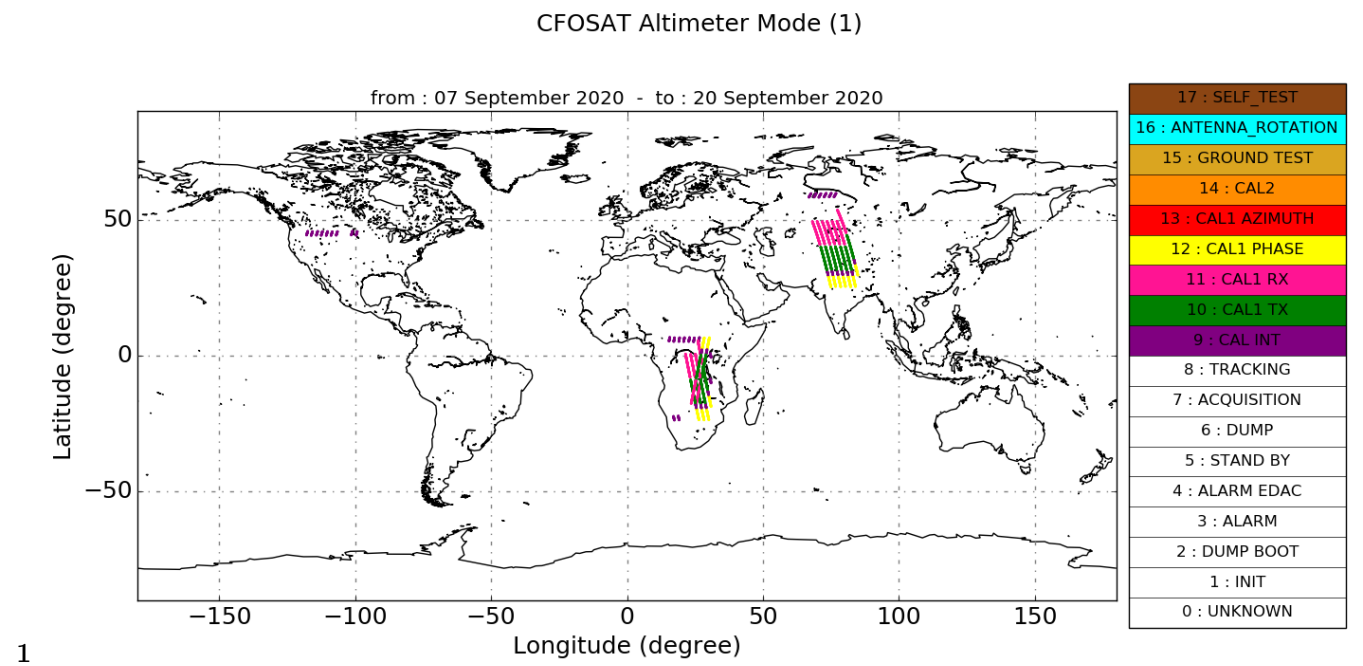 CFOSAT Altimeter Mode (1)
from : 07 September 2020  -  to : 20 September 2020
17 : SELF_TEST
16 : ANTENNA_ROTATION
15 : GROUND TEST
14 : CAL2
13 : CAL1 AZIMUTH
12 : CAL1 PHASE
11 : CAL1 RX
10 : CAL1 TX
9 : CAL INT
8 : TRACKING
7 : ACQUISITION
6 : DUMP
5 : STAND BY
4 : ALARM EDAC
3 : ALARM
2 : DUMP BOOT
1 : INIT
0 : UNKNOWN
Latitude (degree)
50
0
−50
−150 −100 −50 0 50 100 150
Longitude (degree)
1